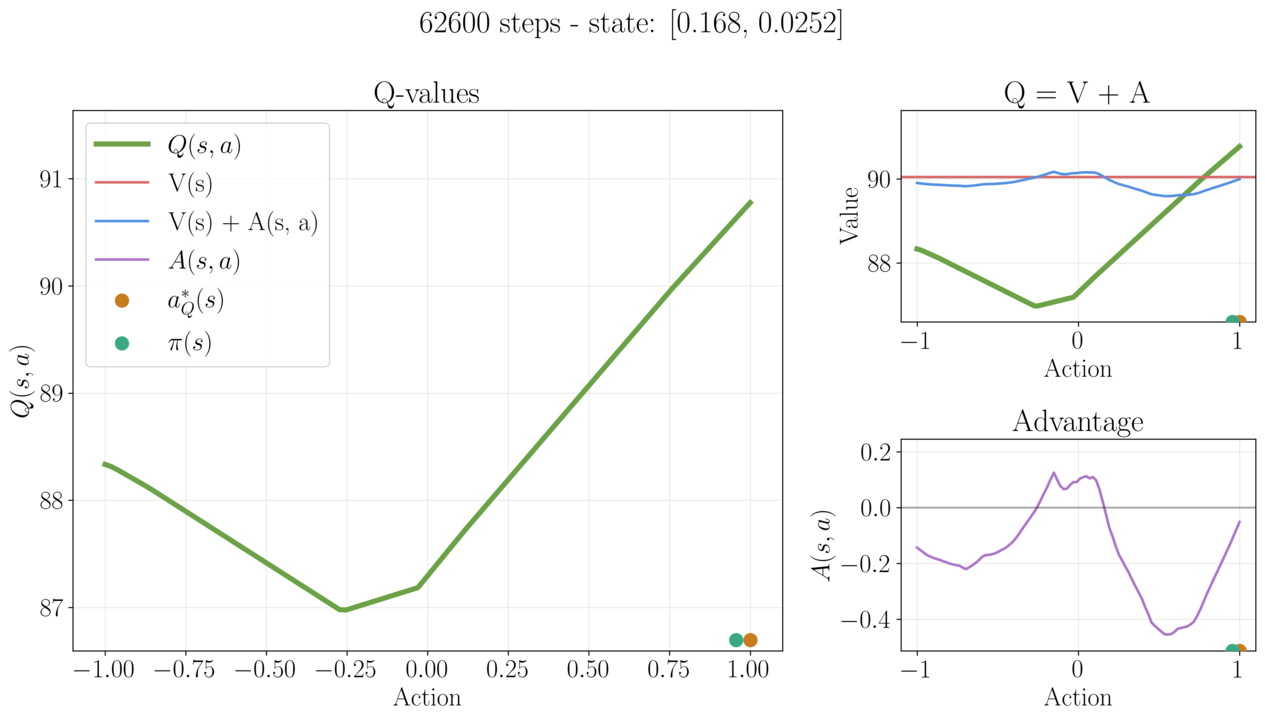 62600 steps - state: [0.168, 0.0252]
Q-values
Q(s, a)
V(s)
V(s) + A(s, a)
A(s, a)
a*_Q(s)
π(s)
Q(s, a)
91
90
89
88
87
−1.00 −0.75 −0.50 −0.25 0.00 0.25 0.50 0.75 1.00
Action
Q = V + A
Value
90
88
−1 0 1
Action
Advantage
A(s, a)
0.2
0.0
−0.2
−0.4
−1 0 1
Action